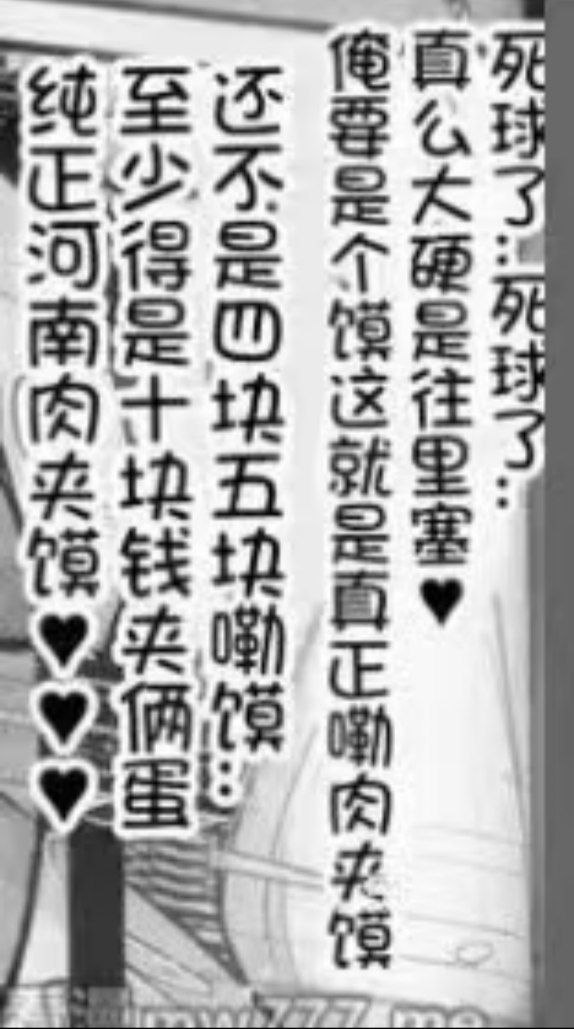 死球了…死球了…
真么大硬是往里塞♥
俺要是个馍这就是真正嘞肉夹馍
还不是四块五块嘞馍…
至少得是十块钱夹俩蛋
纯正河南肉夹馍♥♥♥